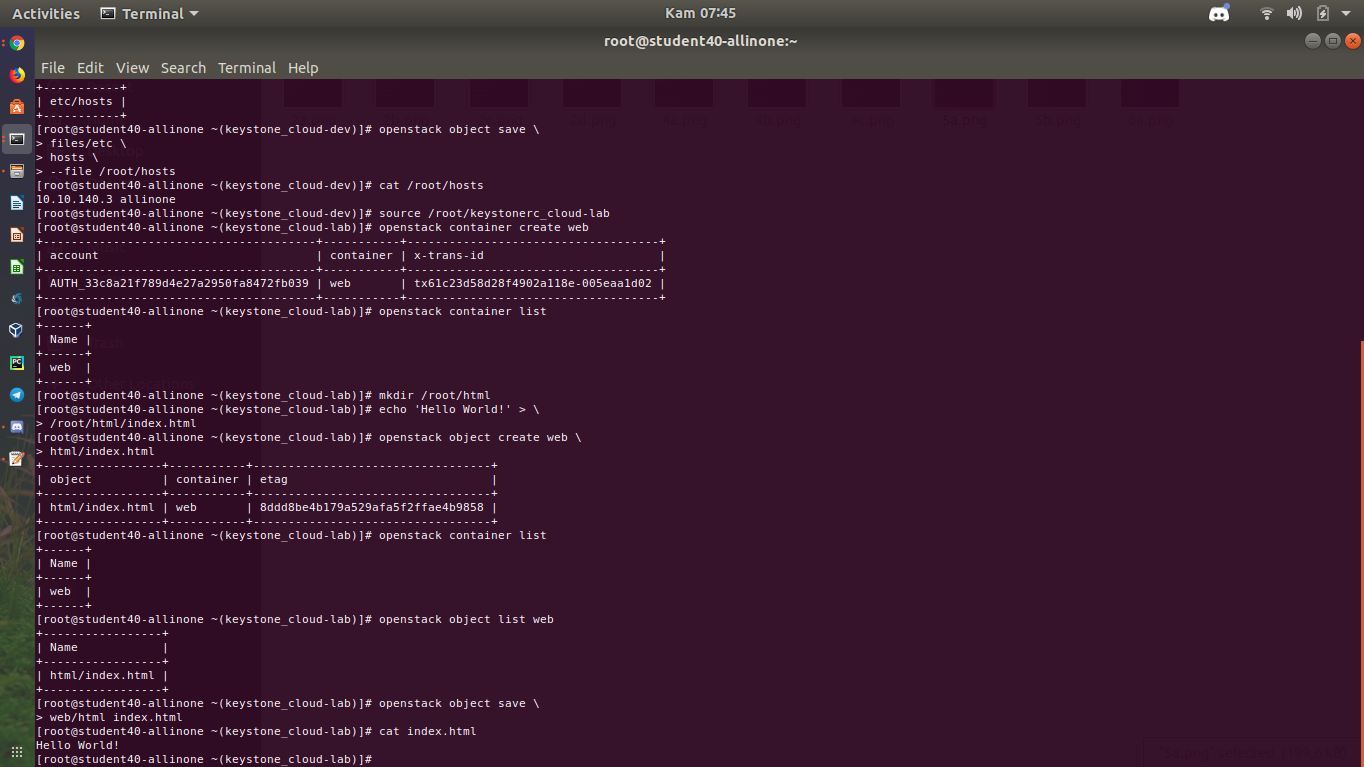 Activities Terminal Kam 07:45
root@student40-allinone:~
File Edit View Search Terminal Help
+-----------+
| etc/hosts |
+-----------+
[root@student40-allinone ~(keystone_cloud-dev)]# openstack object save \
> files/etc \
> hosts \
> --file /root/hosts
[root@student40-allinone ~(keystone_cloud-dev)]# cat /root/hosts
10.10.140.3 allinone
[root@student40-allinone ~(keystone_cloud-dev)]# source /root/keystonerc_cloud-lab
[root@student40-allinone ~(keystone_cloud-lab)]# openstack container create web
+---------------------------------------+-----------+------------------------------------+
| account                               | container | x-trans-id                         |
+---------------------------------------+-----------+------------------------------------+
| AUTH_33c8a21f789d4e27a2950fa8472fb039 | web       | tx61c23d58d28f4902a118e-005eaa1d02 |
+---------------------------------------+-----------+------------------------------------+
[root@student40-allinone ~(keystone_cloud-lab)]# openstack container list
+------+
| Name |
+------+
| web  |
+------+
[root@student40-allinone ~(keystone_cloud-lab)]# mkdir /root/html
[root@student40-allinone ~(keystone_cloud-lab)]# echo 'Hello World!' > \
> /root/html/index.html
[root@student40-allinone ~(keystone_cloud-lab)]# openstack object create web \
> html/index.html
+-----------------+-----------+----------------------------------+
| object          | container | etag                             |
+-----------------+-----------+----------------------------------+
| html/index.html | web       | 8ddd8be4b179a529afa5f2ffae4b9858 |
+-----------------+-----------+----------------------------------+
[root@student40-allinone ~(keystone_cloud-lab)]# openstack container list
+------+
| Name |
+------+
| web  |
+------+
[root@student40-allinone ~(keystone_cloud-lab)]# openstack object list web
+-----------------+
| Name            |
+-----------------+
| html/index.html |
+-----------------+
[root@student40-allinone ~(keystone_cloud-lab)]# openstack object save \
> web/html index.html
[root@student40-allinone ~(keystone_cloud-lab)]# cat index.html
Hello World!
[root@student40-allinone ~(keystone_cloud-lab)]#